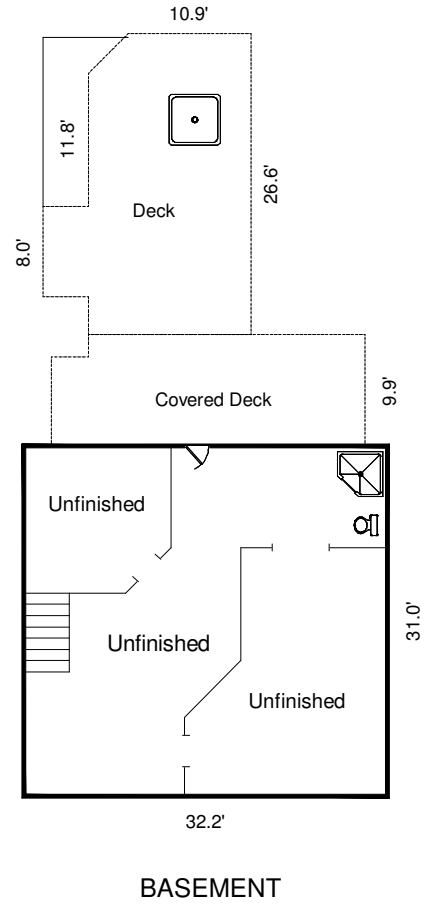 10.9'
11.8'
26.6'
Deck
8.0'
9.9'
Covered Deck
Unfinished
31.0'
Unfinished
Unfinished
32.2'
BASEMENT